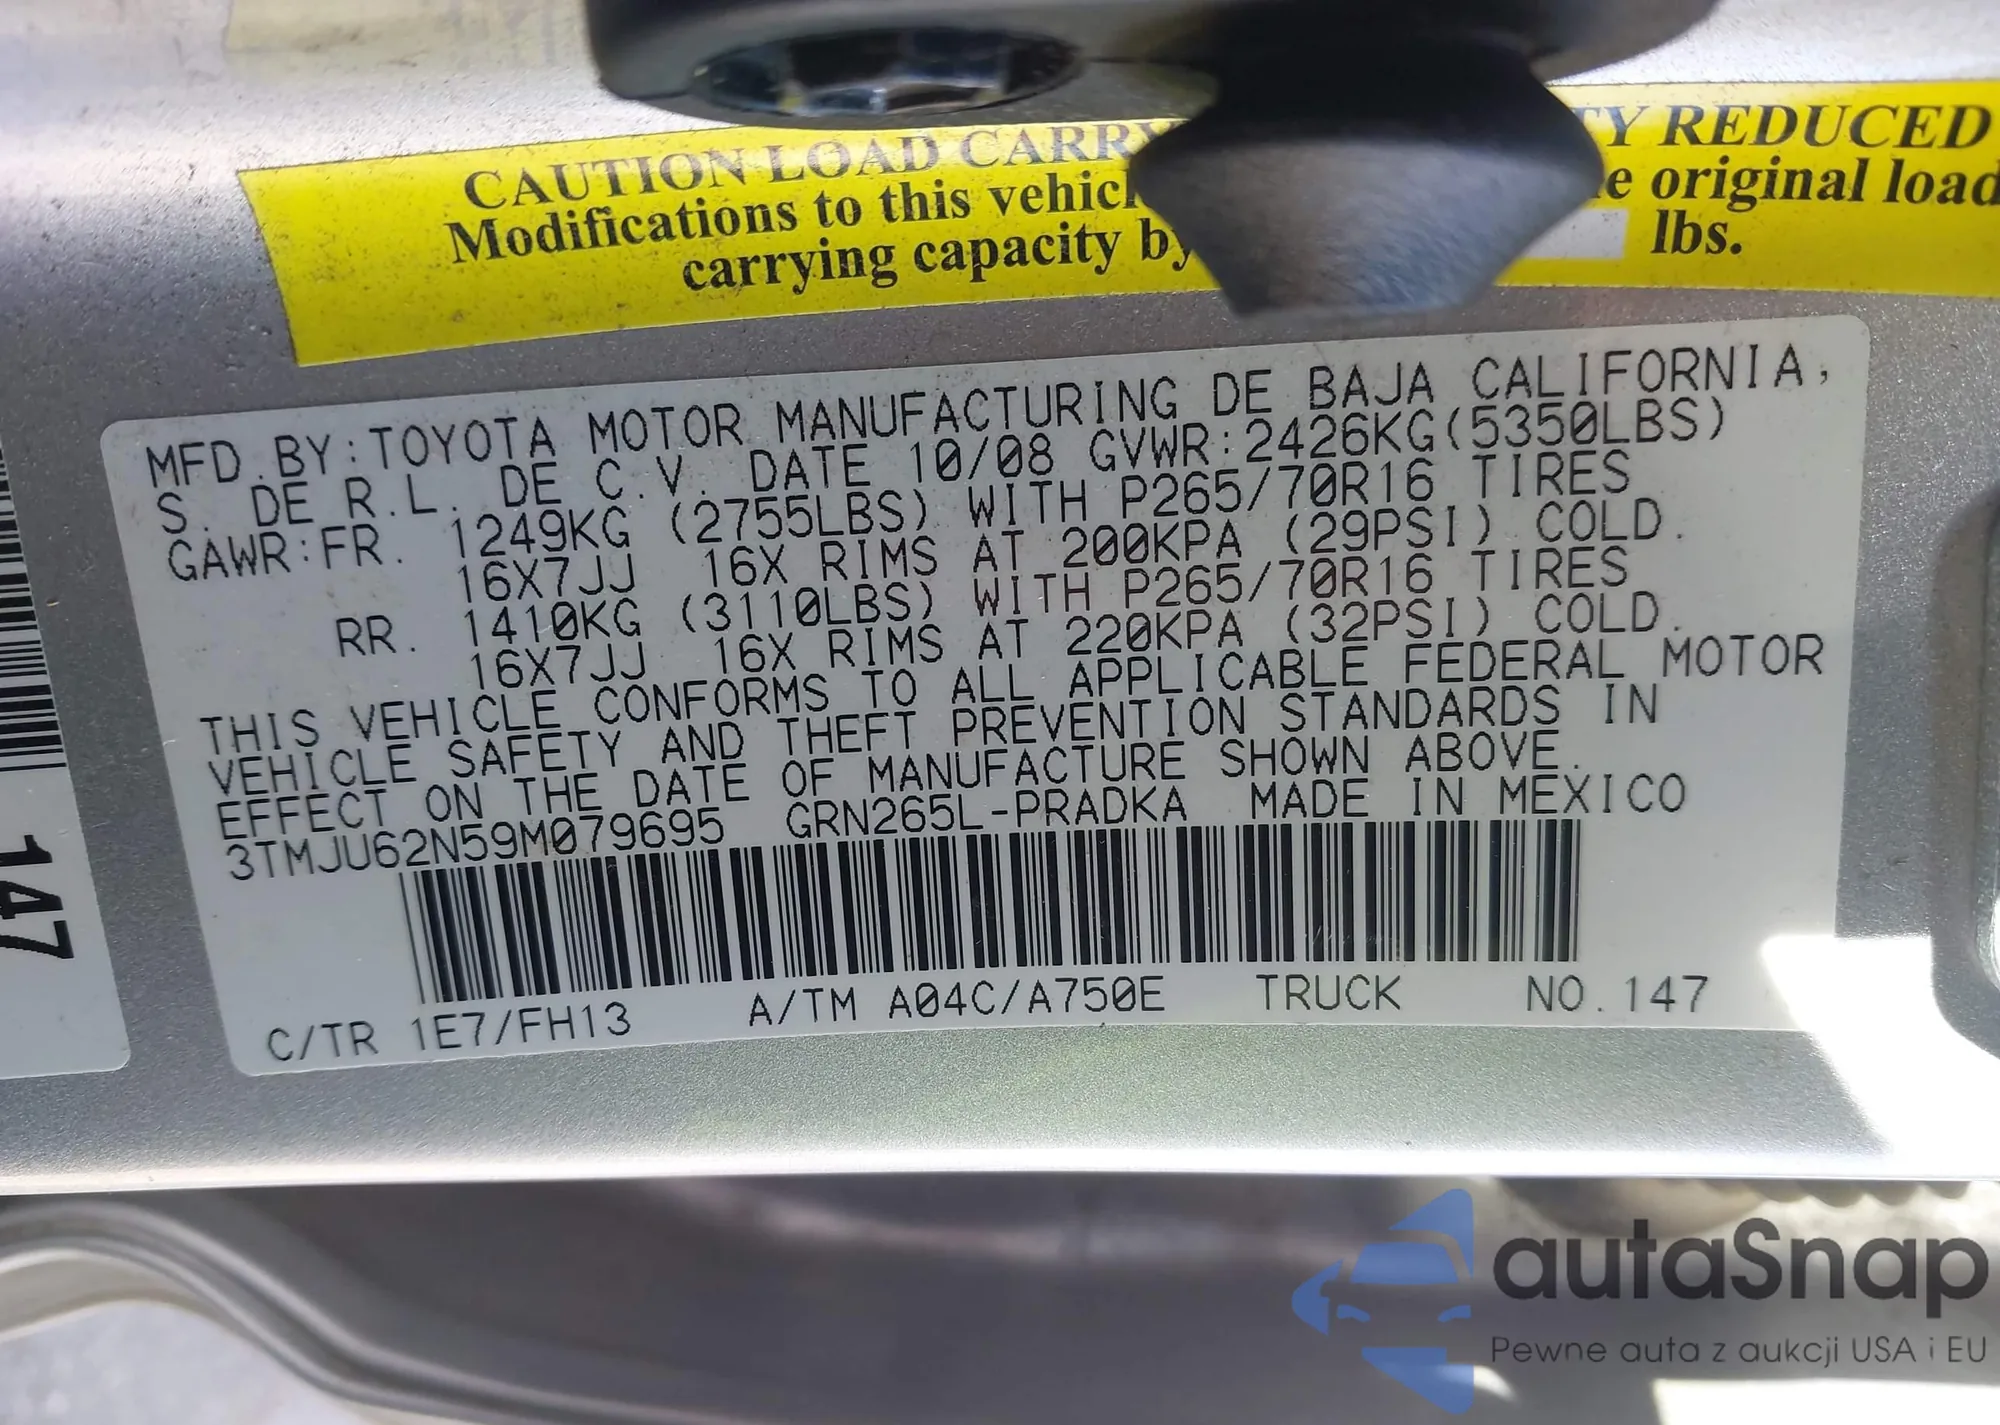 CAUTION LOAD CARRY TY REDUCED
Modifications to this vehicl e original load
carrying capacity by lbs.
MFD.BY:TOYOTA MOTOR MANUFACTURING DE BAJA CALIFORNIA,
S. DE R.L. DE C.V. DATE 10/08 GVWR:2426KG(5350LBS)
GAWR:FR. 1249KG (2755LBS) WITH P265/70R16 TIRES
16X7JJ 16X RIMS AT 200KPA (29PSI) COLD.
RR. 1410KG (3110LBS) WITH P265/70R16 TIRES
16X7JJ 16X RIMS AT 220KPA (32PSI) COLD.
THIS VEHICLE CONFORMS TO ALL APPLICABLE FEDERAL MOTOR
VEHICLE SAFETY AND THEFT PREVENTION STANDARDS IN
EFFECT ON THE DATE OF MANUFACTURE SHOWN ABOVE.
3TMJU62N59M079695 GRN265L-PRADKA MADE IN MEXICO
C/TR 1E7/FH13 A/TM A04C/A750E TRUCK NO.147
147
autaSnap
Pewne auta z aukcji USA i EU